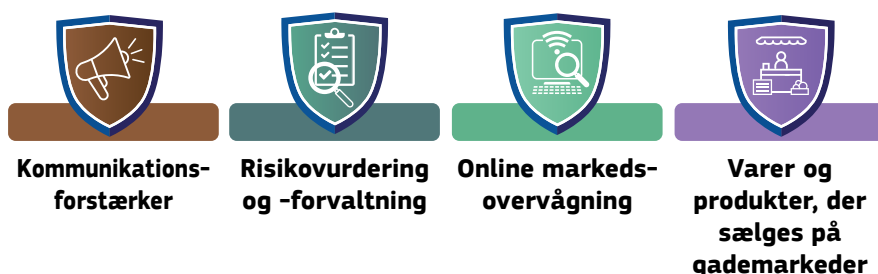 Kommunikations-
forstærker
Risikovurdering
og -forvaltning
Online markeds-
overvågning
Varer og
produkter, der
sælges på
gademarkeder